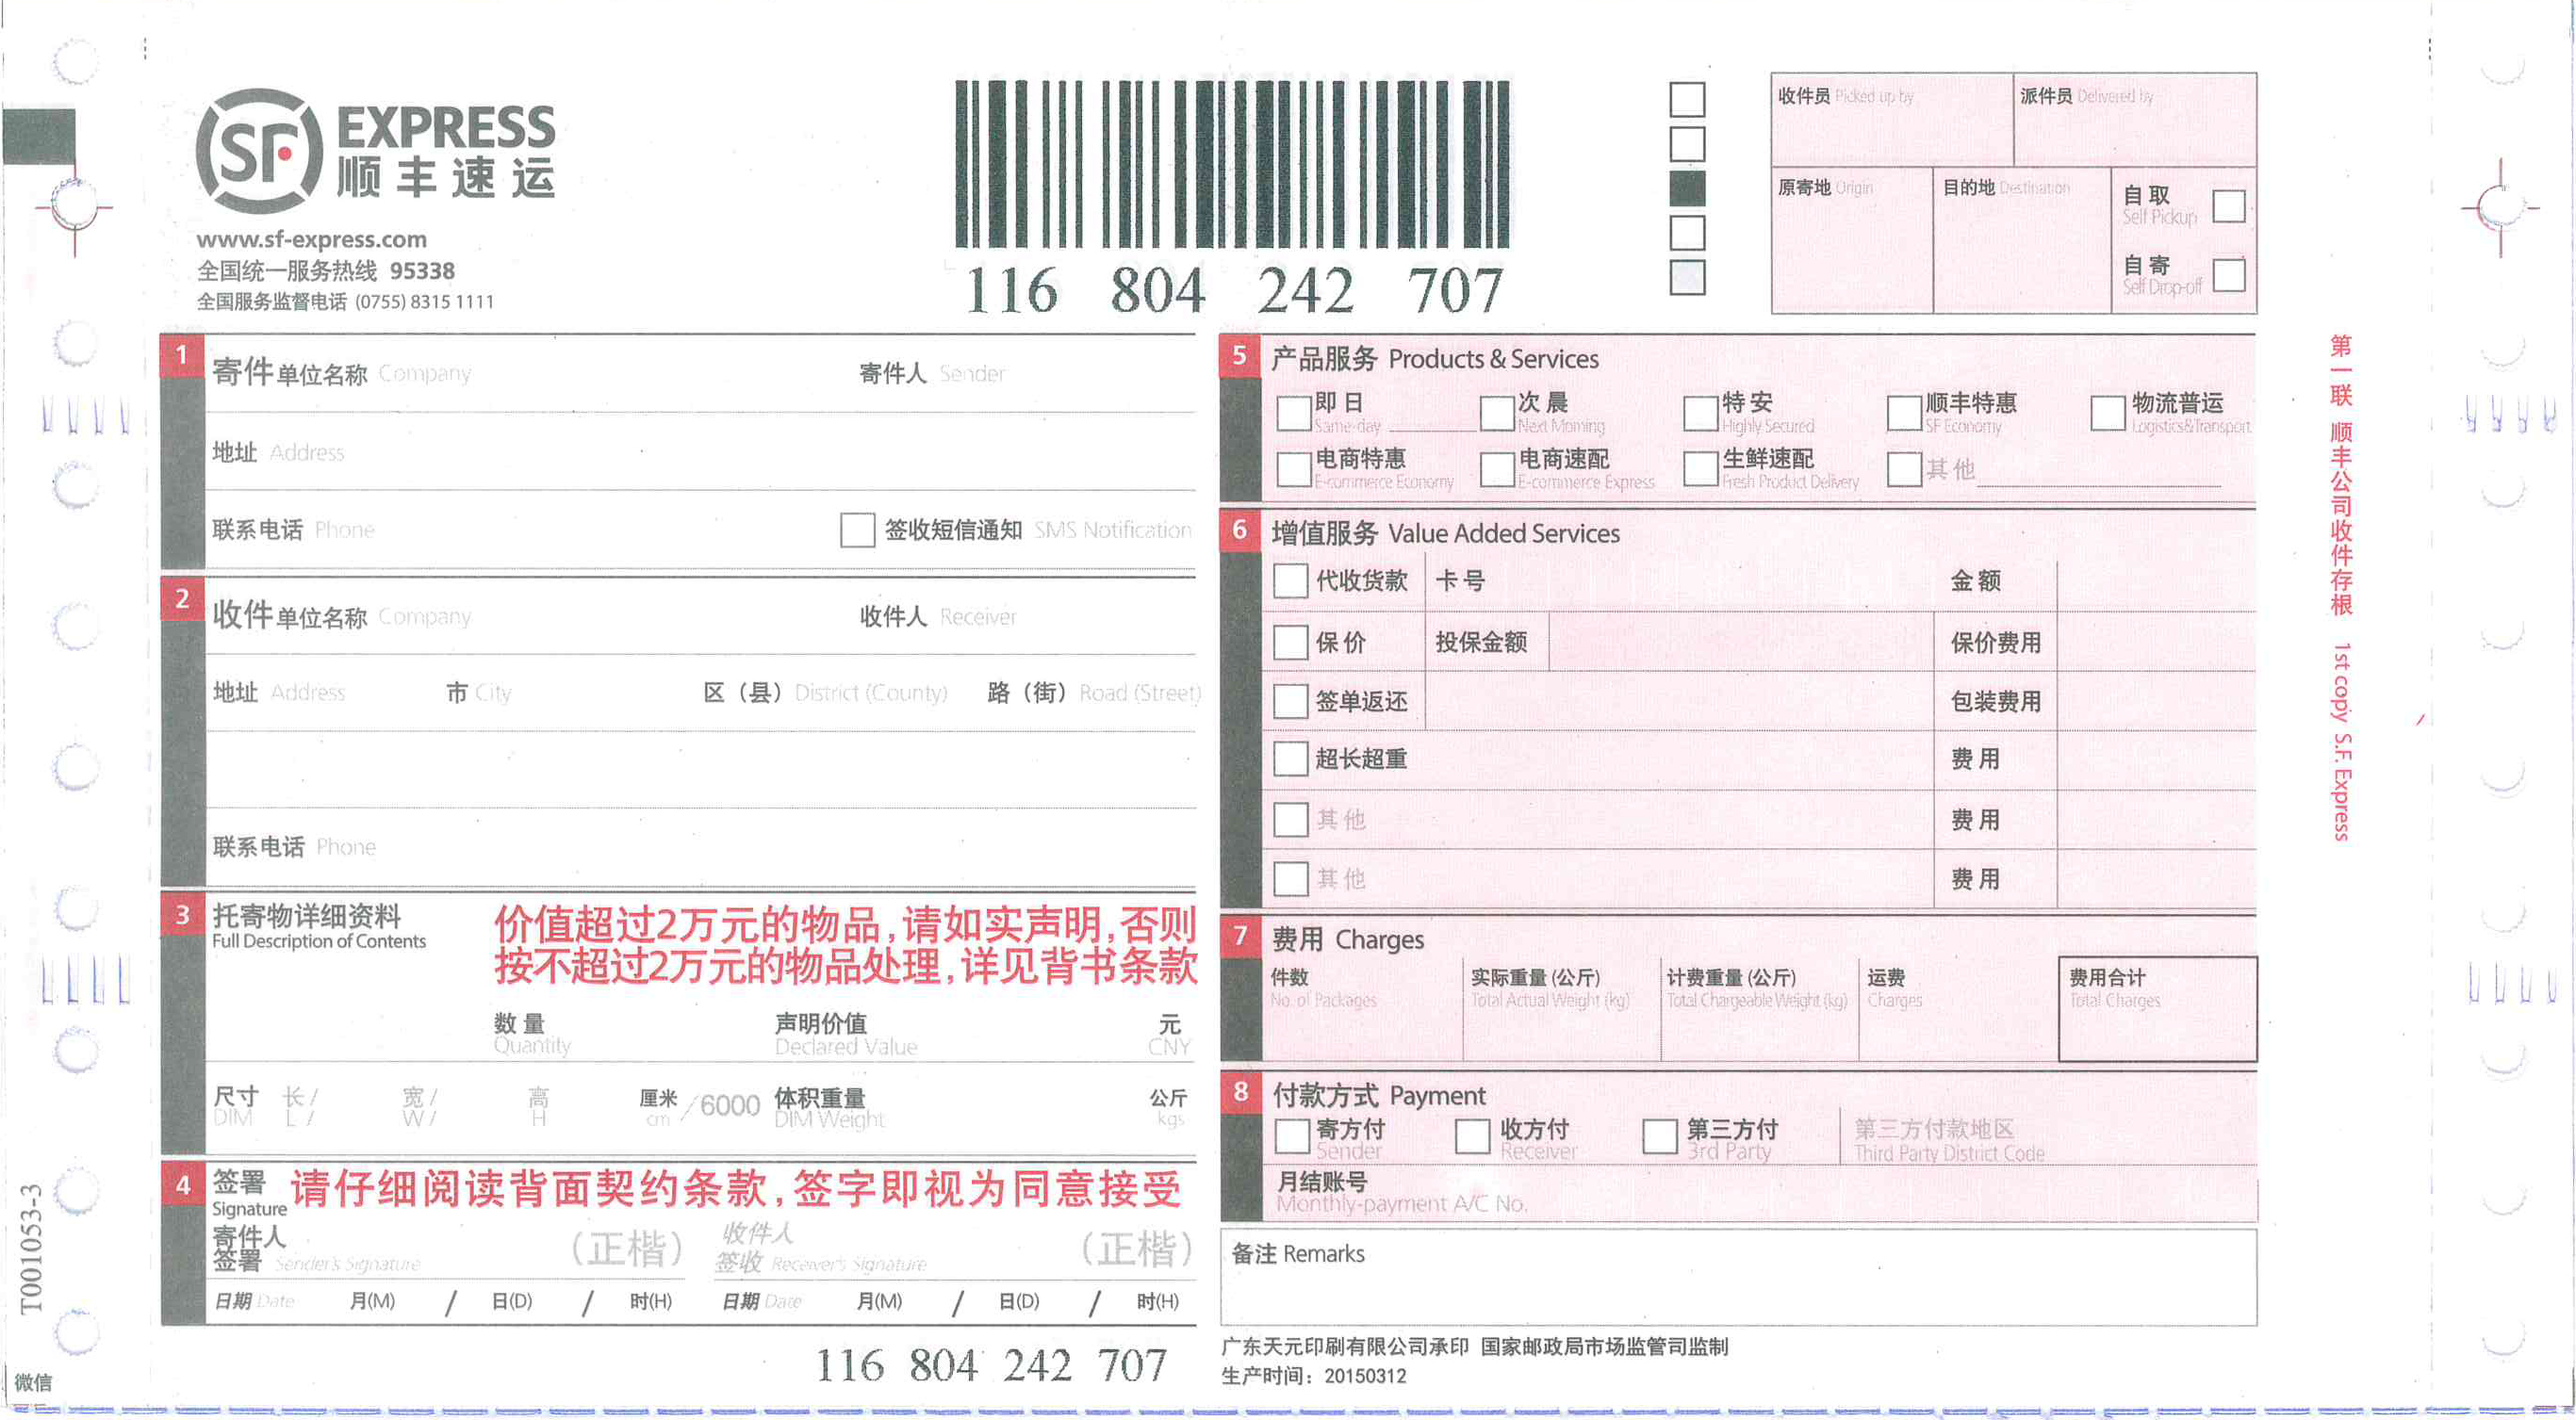 SF EXPRESS
顺丰速运
www.sf-express.com
全国统一服务热线 95338
全国服务监督电话 (0755) 8315 1111
116 804 242 707
收件员 Picked up by
派件员 Delivered by
原寄地 Origin
目的地 Destination
自取
Self Pickup
自寄
Self Drop-off
1
寄件单位名称 Company 寄件人 Sender
地址 Address
联系电话 Phone 签收短信通知 SMS Notification
2
收件单位名称 Company 收件人 Receiver
地址 Address 市 City 区（县）District (County) 路（街）Road (Street)
联系电话 Phone
3
托寄物详细资料
Full Description of Contents
价值超过2万元的物品,请如实声明,否则
按不超过2万元的物品处理,详见背书条款
数量 声明价值 元
Quantity Declared Value CNY
尺寸 长/ 宽/ 高 厘米 /6000 体积重量 公斤
DIM L/ W/ H cm DIM Weight kgs
4
签署 请仔细阅读背面契约条款,签字即视为同意接受
Signature
寄件人
签署 Sender's Signature （正楷）
收件人
签收 Receiver's Signature （正楷）
日期 Date 月(M) / 日(D) / 时(H) 日期 Date 月(M) / 日(D) / 时(H)
116 804 242 707
5
产品服务 Products & Services
即日 次晨 特安 顺丰特惠 物流普运
Same-day Next Morning Highly Secured SF Economy Logistics&Transport
电商特惠 电商速配 生鲜速配 其他
E-commerce Economy E-commerce Express Fresh Product Delivery
6
增值服务 Value Added Services
代收货款 卡号 金额
保价 投保金额 保价费用
签单返还 包装费用
超长超重 费用
其他 费用
其他 费用
7
费用 Charges
件数 实际重量(公斤) 计费重量(公斤) 运费 费用合计
No. of Packages Total Actual Weight (kg) Total Chargeable Weight (kg) Charges Total Charges
8
付款方式 Payment
寄方付 收方付 第三方付 第三方付款地区
Sender Receiver 3rd Party Third Party District Code
月结账号
Monthly-payment A/C No.
备注 Remarks
广东天元印刷有限公司承印 国家邮政局市场监管司监制
生产时间：20150312
第一联 顺丰公司收件存根 1st copy S.F. Express
T001053-3
微信